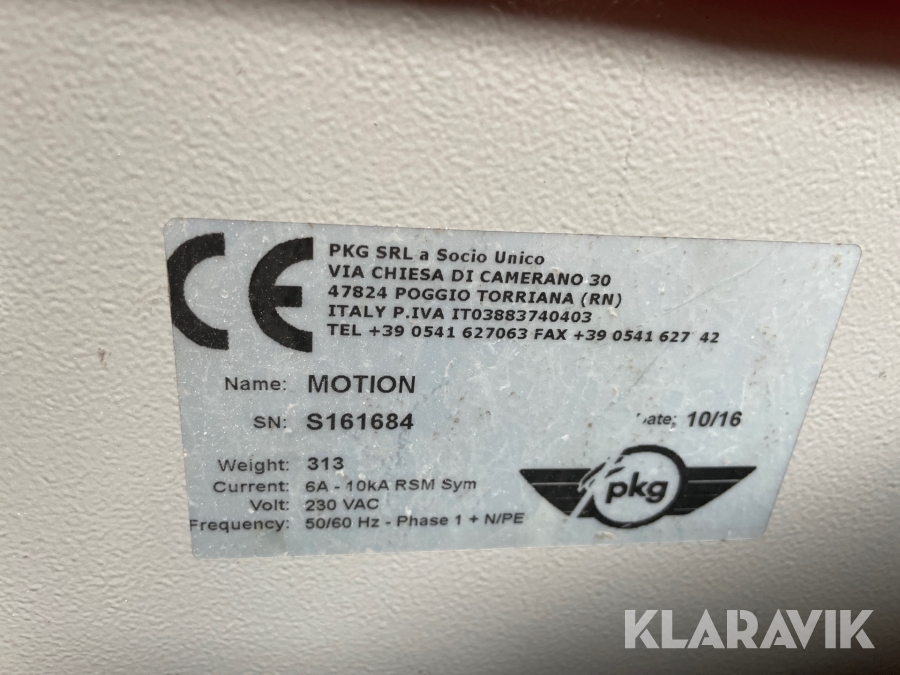 CE
PKG SRL a Socio Unico
VIA CHIESA DI CAMERANO 30
47824 POGGIO TORRIANA (RN)
ITALY P.IVA IT03883740403
TEL +39 0541 627063 FAX +39 0541 627 42
Name: MOTION
SN: S161684
ate: 10/16
Weight: 313
Current: 6A - 10kA RSM Sym
Volt: 230 VAC
Frequency: 50/60 Hz - Phase 1 + N/PE
pkg
KLARAVIK